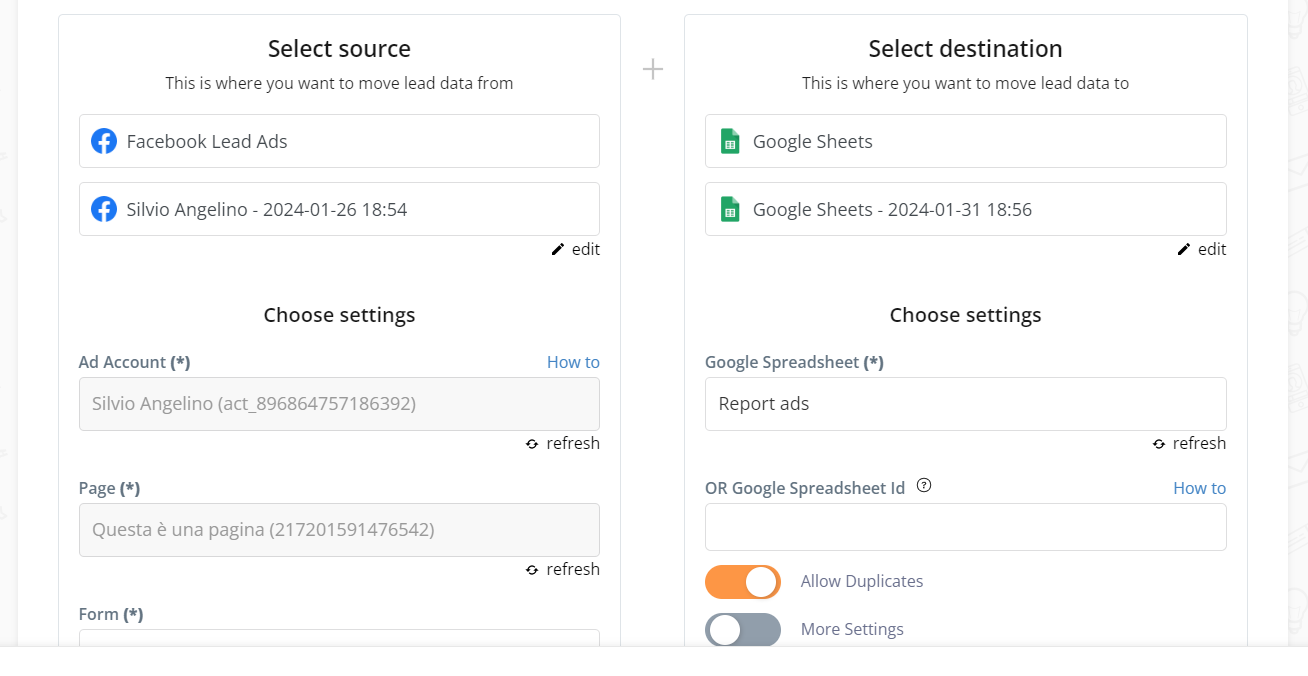 Select source
This is where you want to move lead data from
Facebook Lead Ads
Silvio Angelino - 2024-01-26 18:54
edit
Choose settings
Ad Account (*)
How to
Silvio Angelino (act_896864757186392)
refresh
Page (*)
Questa è una pagina (217201591476542)
refresh
Form (*)
Select destination
This is where you want to move lead data to
Google Sheets
Google Sheets - 2024-01-31 18:56
edit
Choose settings
Google Spreadsheet (*)
Report ads
refresh
OR Google Spreadsheet Id
How to
Allow Duplicates
More Settings